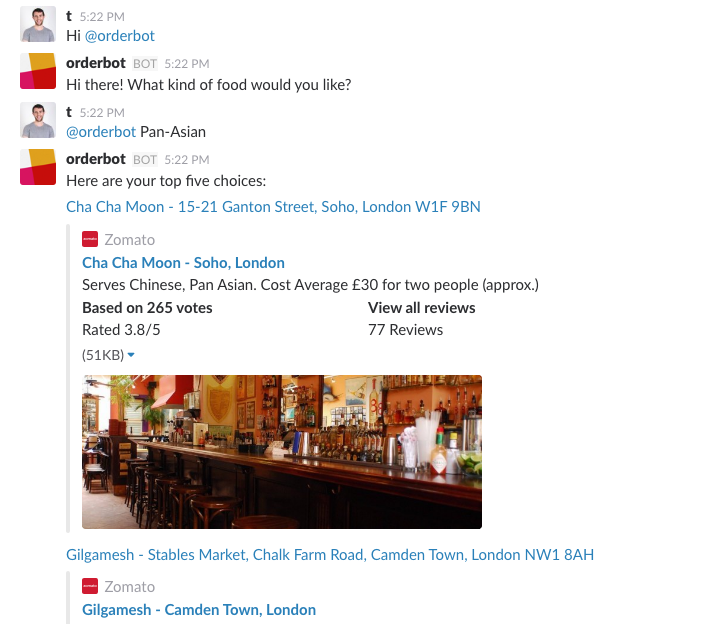 t 5:22 PM
Hi @orderbot
orderbot BOT 5:22 PM
Hi there! What kind of food would you like?
t 5:22 PM
@orderbot Pan-Asian
orderbot BOT 5:22 PM
Here are your top five choices:
Cha Cha Moon - 15-21 Ganton Street, Soho, London W1F 9BN
Zomato
Cha Cha Moon - Soho, London
Serves Chinese, Pan Asian. Cost Average £30 for two people (approx.)
Based on 265 votes View all reviews
Rated 3.8/5 77 Reviews
(51KB)
Gilgamesh - Stables Market, Chalk Farm Road, Camden Town, London NW1 8AH
Zomato
Gilgamesh - Camden Town, London